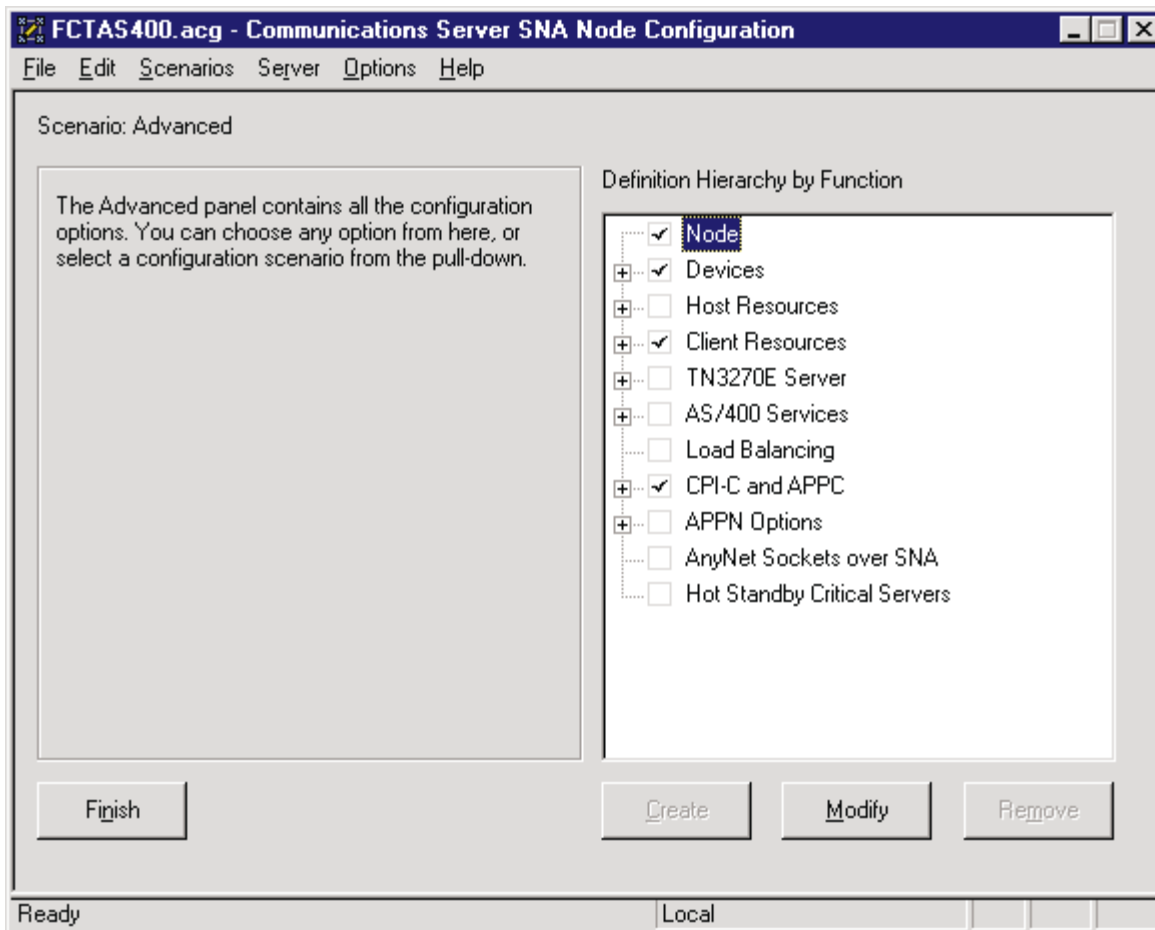 FCTAS400.acg - Communications Server SNA Node Configuration
File Edit Scenarios Server Options Help
Scenario: Advanced
The Advanced panel contains all the configuration
options. You can choose any option from here, or
select a configuration scenario from the pull-down.
Definition Hierarchy by Function
Node
Devices
Host Resources
Client Resources
TN3270E Server
AS/400 Services
Load Balancing
CPI-C and APPC
APPN Options
AnyNet Sockets over SNA
Hot Standby Critical Servers
Finish
Create
Modify
Remove
Ready
Local